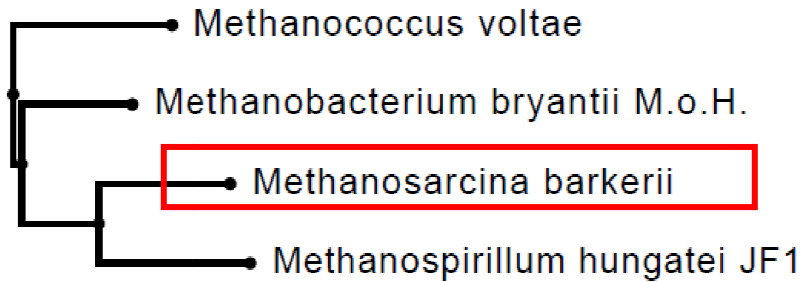 Methanococcus voltae
Methanobacterium bryantii M.o.H.
Methanosarcina barkerii
Methanospirillum hungatei JF1